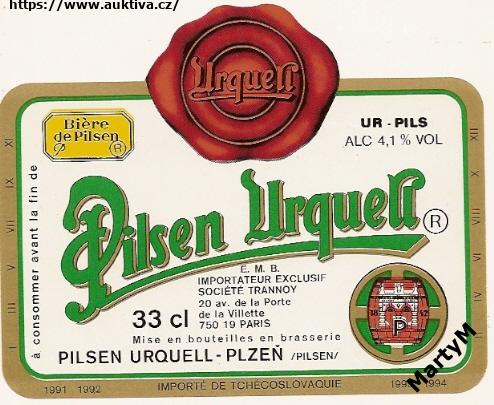 https://www.auktiva.cz/
Urquell
Bière
de Pilsen
R
UR - PILS
ALC 4,1 % VOL
Pilsen Urquell ®
E. M. B.
IMPORTATEUR EXCLUSIF
SOCIÉTÉ TRANNOY
20 av. de la Porte
de la Villette
750 19 PARIS
33 cl
Mise en bouteilles en brasserie
PILSEN URQUELL - PLZEŇ /PILSEN/
à consommer avant la fin de
I III V VII IX XI
II IV VI VIII X XII
18 42
P
1991 1992
IMPORTÉ DE TCHÉCOSLOVAQUIE
1994
MartyM